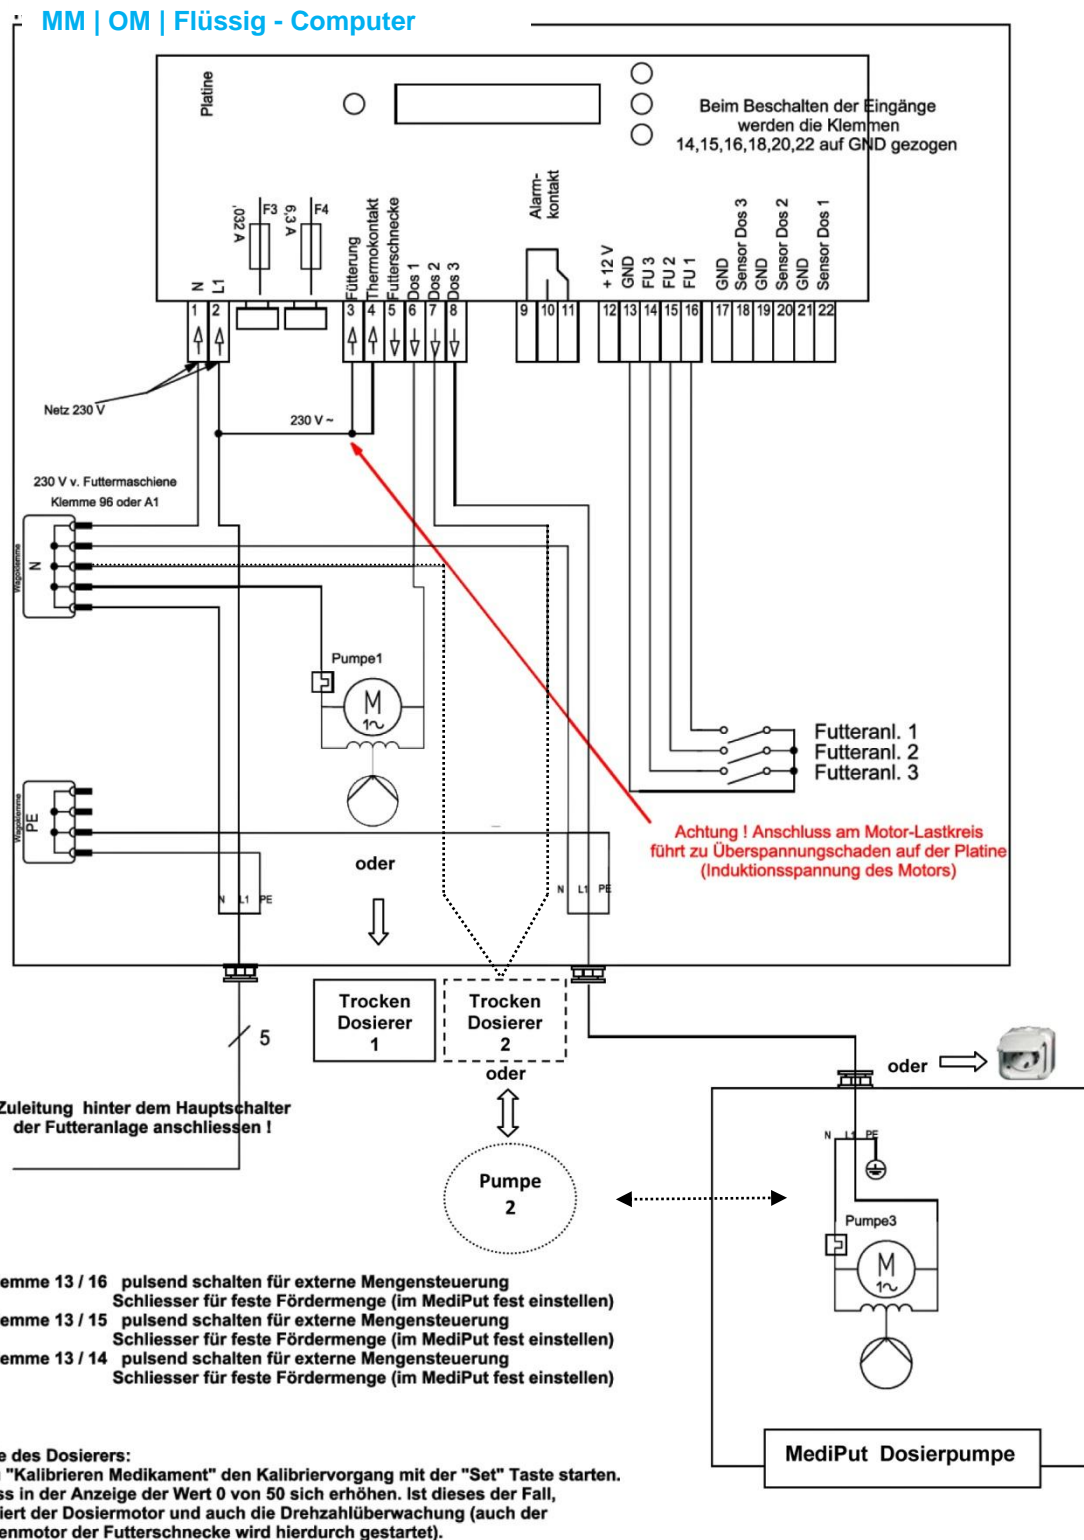 MM | OM | Flüssig - Computer
Platine
Beim Beschalten der Eingänge
werden die Klemmen
14,15,16,18,20,22 auf GND gezogen
,032 A
F3
6,3 A
F4
Alarm-
kontakt
N
L1
Fütterung
Thermokontakt
Futterschnecke
Dos 1
Dos 2
Dos 3
+ 12 V
GND
FU 3
FU 2
FU 1
GND
Sensor Dos 3
GND
Sensor Dos 2
GND
Sensor Dos 1
1 2 3 4 5 6 7 8 9 10 11 12 13 14 15 16 17 18 19 20 21 22
Netz 230 V
230 V ~
230 V v. Futtermaschiene
Klemme 96 oder A1
Wagoklemme
N
Pumpe1
M
1~
Futteranl. 1
Futteranl. 2
Futteranl. 3
Wagoklemme
PE
Achtung ! Anschluss am Motor-Lastkreis
führt zu Überspannungschaden auf der Platine
(Induktionsspannung des Motors)
oder
N L1 PE
N L1 PE
Trocken
Dosierer
1
Trocken
Dosierer
2
5
oder
oder
Zuleitung hinter dem Hauptschalter
der Futteranlage anschliessen !
N L1 PE
Pumpe
2
Pumpe3
M
1~
emme 13 / 16 pulsend schalten für externe Mengensteuerung
Schliesser für feste Fördermenge (im MediPut fest einstellen)
emme 13 / 15 pulsend schalten für externe Mengensteuerung
Schliesser für feste Fördermenge (im MediPut fest einstellen)
emme 13 / 14 pulsend schalten für externe Mengensteuerung
Schliesser für feste Fördermenge (im MediPut fest einstellen)
MediPut Dosierpumpe
e des Dosierers:
"Kalibrieren Medikament" den Kalibriervorgang mit der "Set" Taste starten.
ss in der Anzeige der Wert 0 von 50 sich erhöhen. Ist dieses der Fall,
iert der Dosiermotor und auch die Drehzahlüberwachung (auch der
enmotor der Futterschnecke wird hierdurch gestartet).